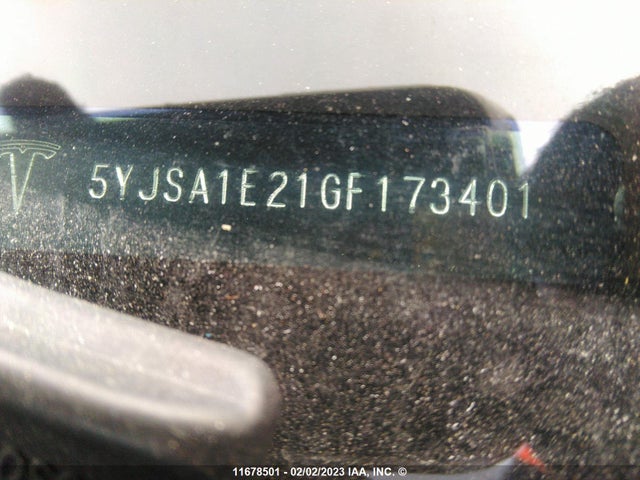 5YJSA1E21GF173401
11678501 - 02/02/2023 IAA, INC. ©